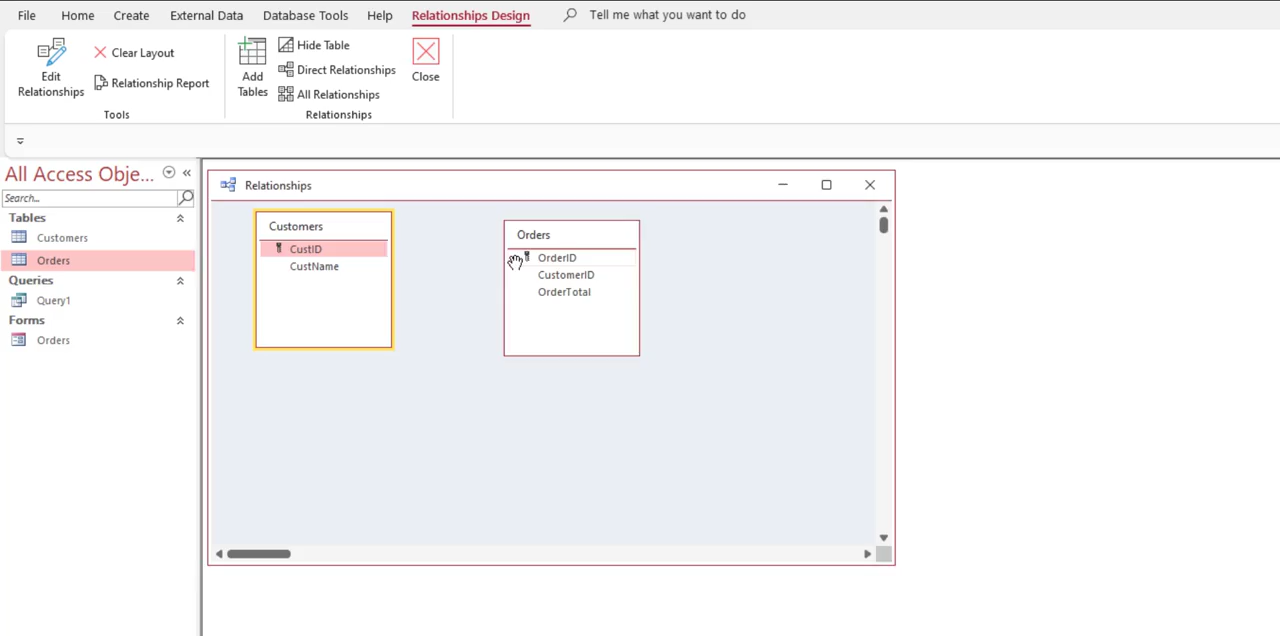 File Home Create External Data Database Tools Help Relationships Design Tell me what you want to do
Edit Relationships
Clear Layout
Relationship Report
Tools
Add Tables
Hide Table
Direct Relationships
All Relationships
Close
Relationships
All Access Obje...
Search...
Tables
Customers
Orders
Queries
Query1
Forms
Orders
Relationships
Customers
CustID
CustName
Orders
OrderID
CustomerID
OrderTotal